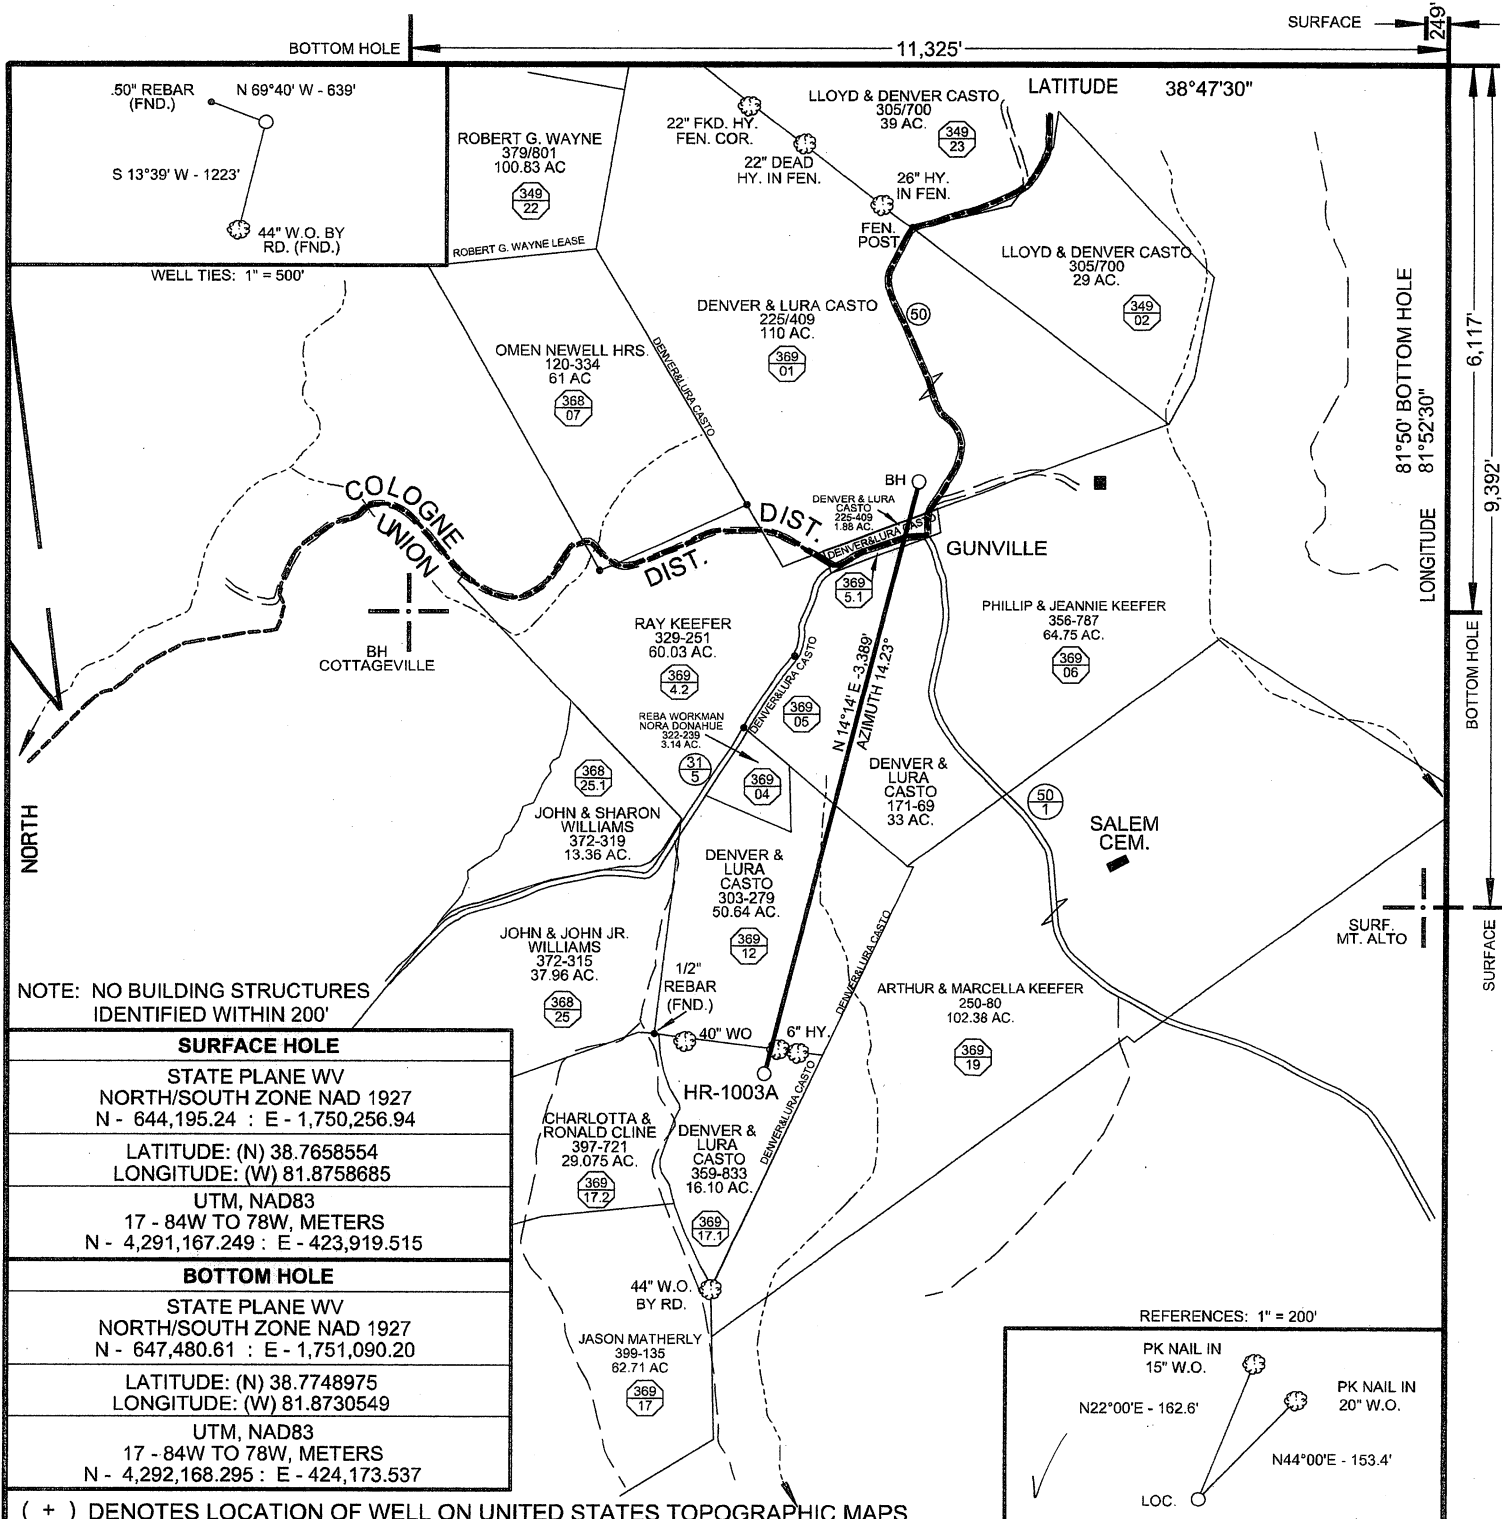 SURFACE
249'
BOTTOM HOLE
11,325'
.50" REBAR
(FND.)
N 69°40' W - 639'
S 13°39' W - 1223'
44" W.O. BY
RD. (FND.)
WELL TIES: 1" = 500'
ROBERT G. WAYNE
379/801
100.83 AC
349
22
ROBERT G. WAYNE LEASE
22" FKD. HY.
FEN. COR.
22" DEAD
HY. IN FEN.
LLOYD & DENVER CASTO
305/700
39 AC.
349
23
26" HY.
IN FEN.
FEN.
POST
LATITUDE 38°47'30"
LLOYD & DENVER CASTO
305/700
29 AC.
349
02
DENVER & LURA CASTO
225/409
110 AC.
369
01
50
OMEN NEWELL HRS.
120-334
61 AC
368
07
DENVER&LURA CASTO
81°50' BOTTOM HOLE
81°52'30"
LONGITUDE
6,117'
9,392'
BOTTOM HOLE
SURFACE
COLOGNE
UNION
DIST.
DIST.
BH
DENVER & LURA
CASTO
225-409
1.88 AC.
DENVER&LURA CASTO
GUNVILLE
369
5.1
BH
COTTAGEVILLE
RAY KEEFER
329-251
60.03 AC.
369
4.2
PHILLIP & JEANNIE KEEFER
356-787
64.75 AC.
369
06
DENVER&LURA CASTO
369
05
N 14°14' E -3,389'
AZIMUTH 14.23°
REBA WORKMAN
NORA DONAHUE
322-239
3.14 AC.
31
5
369
04
DENVER &
LURA
CASTO
171-69
33 AC.
50
1
SALEM
CEM.
NORTH
368
25.1
JOHN & SHARON
WILLIAMS
372-319
13.36 AC.
DENVER &
LURA
CASTO
303-279
50.64 AC.
369
12
DENVER&LURA CASTO
SURF.
MT. ALTO
JOHN & JOHN JR.
WILLIAMS
372-315
37.96 AC.
368
25
1/2"
REBAR
(FND.)
40" WO
6" HY.
ARTHUR & MARCELLA KEEFER
250-80
102.38 AC.
369
19
NOTE: NO BUILDING STRUCTURES
IDENTIFIED WITHIN 200'
HR-1003A
DENVER&LURA CASTO
SURFACE HOLE
STATE PLANE WV
NORTH/SOUTH ZONE NAD 1927
N - 644,195.24 : E - 1,750,256.94
LATITUDE: (N) 38.7658554
LONGITUDE: (W) 81.8758685
UTM, NAD83
17 - 84W TO 78W, METERS
N - 4,291,167.249 : E - 423,919.515
BOTTOM HOLE
STATE PLANE WV
NORTH/SOUTH ZONE NAD 1927
N - 647,480.61 : E - 1,751,090.20
LATITUDE: (N) 38.7748975
LONGITUDE: (W) 81.8730549
UTM, NAD83
17 - 84W TO 78W, METERS
N - 4,292,168.295 : E - 424,173.537
CHARLOTTA &
RONALD CLINE
397-721
29.075 AC.
369
17.2
DENVER &
LURA
CASTO
359-833
16.10 AC.
369
17.1
44" W.O.
BY RD.
JASON MATHERLY
399-135
62.71 AC
369
17
REFERENCES: 1" = 200'
PK NAIL IN
15" W.O.
PK NAIL IN
20" W.O.
N22°00'E - 162.6'
N44°00'E - 153.4'
LOC.
( + ) DENOTES LOCATION OF WELL ON UNITED STATES TOPOGRAPHIC MAPS